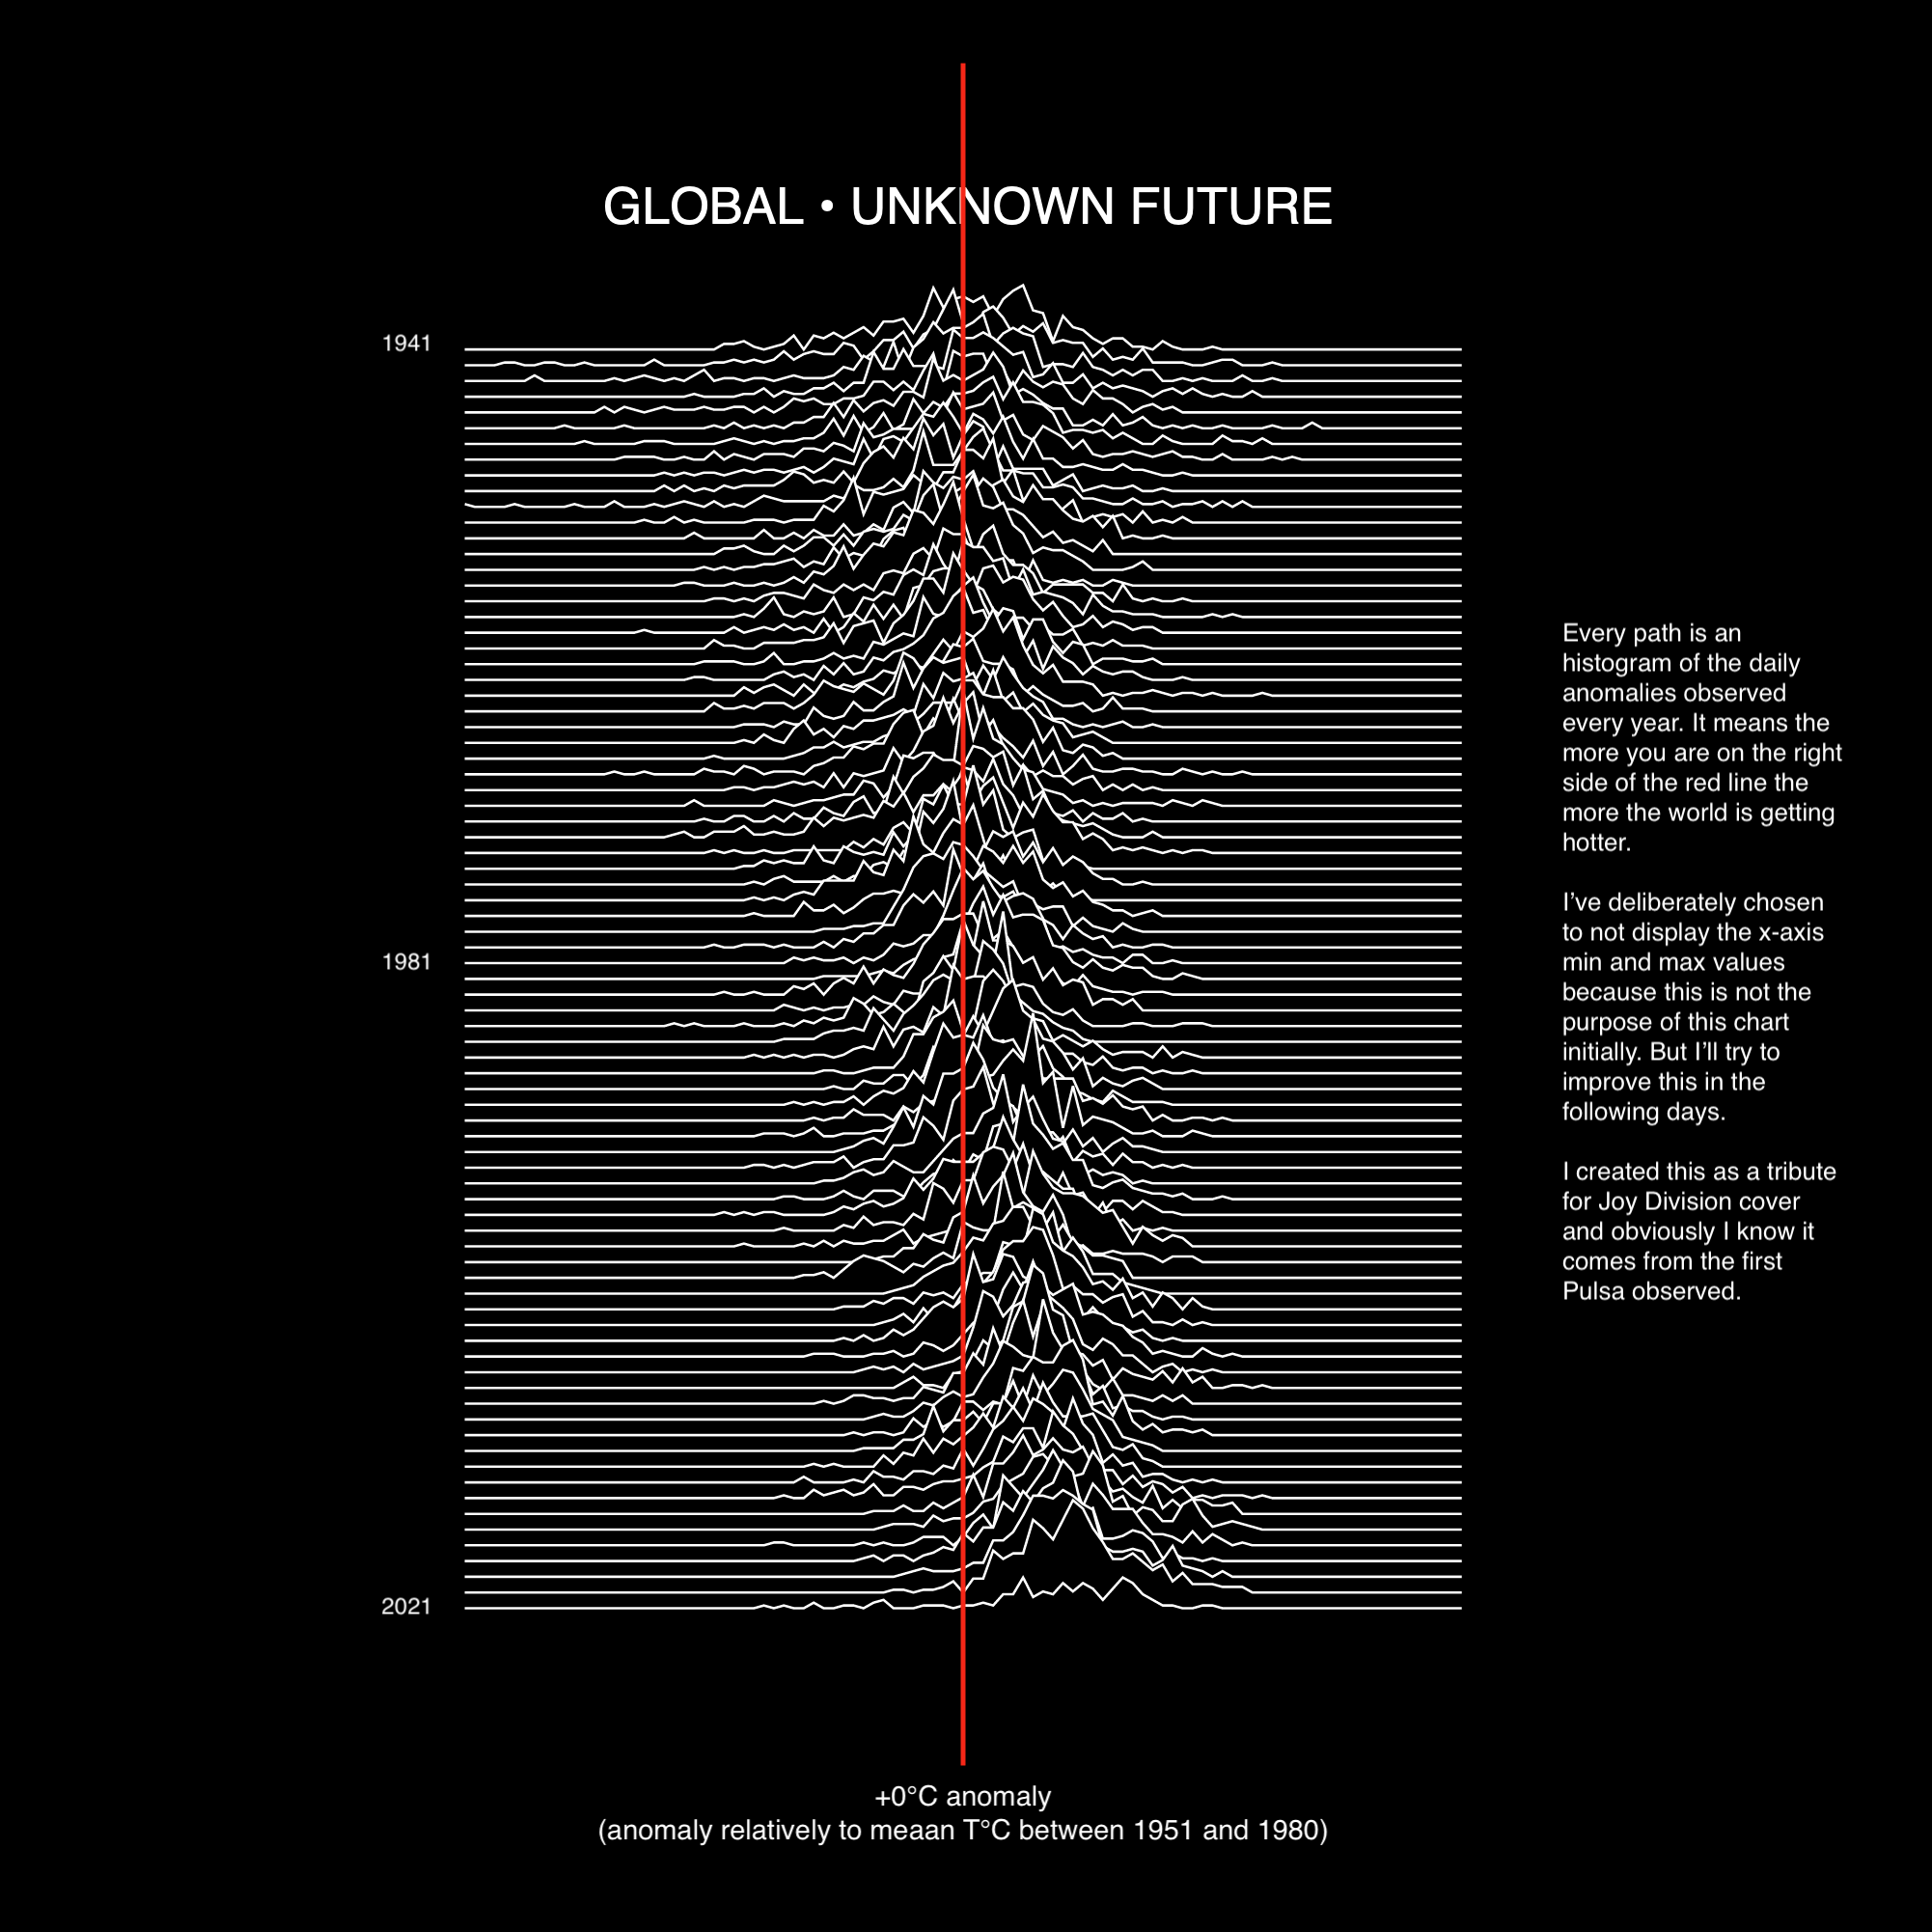 GLOBAL • UNKNOWN FUTURE
1941
1981
2021
Every path is an
histogram of the daily
anomalies observed
every year. It means the
more you are on the right
side of the red line the
more the world is getting
hotter.
I’ve deliberately chosen
to not display the x-axis
min and max values
because this is not the
purpose of this chart
initially. But I’ll try to
improve this in the
following days.
I created this as a tribute
for Joy Division cover
and obviously I know it
comes from the first
Pulsa observed.
+0°C anomaly
(anomaly relatively to meaan T°C between 1951 and 1980)